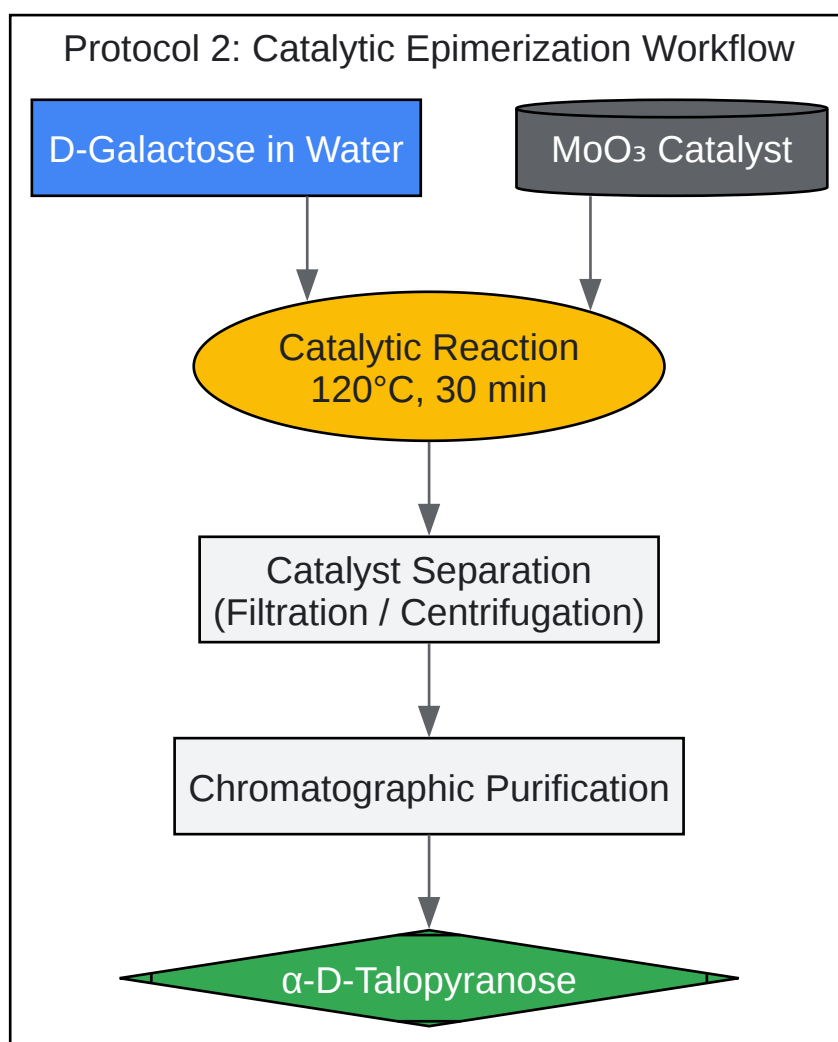 Protocol 2: Catalytic Epimerization Workflow
D-Galactose in Water
MoO₃ Catalyst
Catalytic Reaction
120°C, 30 min
Catalyst Separation
(Filtration / Centrifugation)
Chromatographic Purification
α-D-Talopyranose